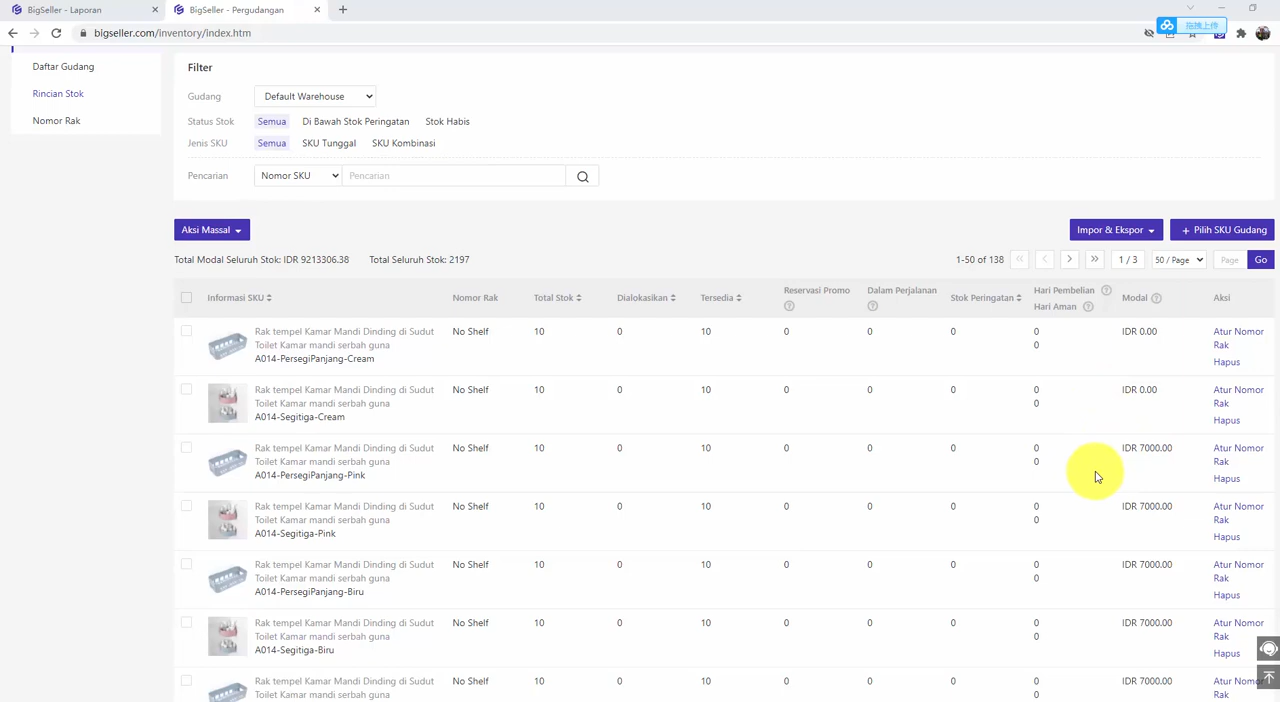 BigSeller - Laporan
BigSeller - Pergudangan
bigseller.com/inventory/index.htm
拖拽上传
Daftar Gudang
Rincian Stok
Nomor Rak
Filter
Gudang Default Warehouse
Status Stok Semua Di Bawah Stok Peringatan Stok Habis
Jenis SKU Semua SKU Tunggal SKU Kombinasi
Pencarian Nomor SKU Pencarian
Aksi Massal Impor & Ekspor + Pilih SKU Gudang
Total Modal Seluruh Stok: IDR 9213306.38 Total Seluruh Stok: 2197 1-50 of 138 1 / 3 50 / Page Page Go
Informasi SKU Nomor Rak Total Stok Dialokasikan Tersedia Reservasi Promo Dalam Perjalanan Stok Peringatan Hari Pembelian Modal Aksi
Hari Aman
Rak tempel Kamar Mandi Dinding di Sudut No Shelf 10 0 10 0 0 0 0 IDR 0.00 Atur Nomor
Toilet Kamar mandi serbah guna 0 Rak
A014-PersegiPanjang-Cream Hapus
Rak tempel Kamar Mandi Dinding di Sudut No Shelf 10 0 10 0 0 0 0 IDR 0.00 Atur Nomor
Toilet Kamar mandi serbah guna 0 Rak
A014-Segitiga-Cream Hapus
Rak tempel Kamar Mandi Dinding di Sudut No Shelf 10 0 10 0 0 0 0 IDR 7000.00 Atur Nomor
Toilet Kamar mandi serbah guna 0 Rak
A014-PersegiPanjang-Pink Hapus
Rak tempel Kamar Mandi Dinding di Sudut No Shelf 10 0 10 0 0 0 0 IDR 7000.00 Atur Nomor
Toilet Kamar mandi serbah guna 0 Rak
A014-Segitiga-Pink Hapus
Rak tempel Kamar Mandi Dinding di Sudut No Shelf 10 0 10 0 0 0 0 IDR 7000.00 Atur Nomor
Toilet Kamar mandi serbah guna 0 Rak
A014-PersegiPanjang-Biru Hapus
Rak tempel Kamar Mandi Dinding di Sudut No Shelf 10 0 10 0 0 0 0 IDR 7000.00 Atur Nomor
Toilet Kamar mandi serbah guna 0 Rak
A014-Segitiga-Biru Hapus
Rak tempel Kamar Mandi Dinding di Sudut No Shelf 10 0 10 0 0 0 0 IDR 7000.00 Atur Nomor
Toilet Kamar mandi serbah guna 0 Rak